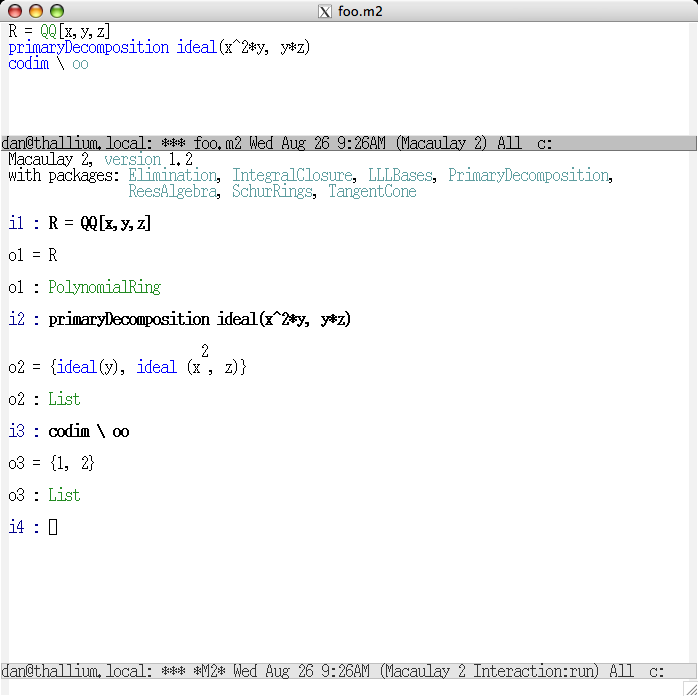 foo.m2
R = QQ[x,y,z]
primaryDecomposition ideal(x^2*y, y*z)
codim \ oo
dan@thallium.local: *** foo.m2 Wed Aug 26 9:26AM (Macaulay 2) All c:
Macaulay 2, version 1.2
with packages: Elimination, IntegralClosure, LLLBases, PrimaryDecomposition,
ReesAlgebra, SchurRings, TangentCone
i1 : R = QQ[x,y,z]
o1 = R
o1 : PolynomialRing
i2 : primaryDecomposition ideal(x^2*y, y*z)
2
o2 = {ideal(y), ideal (x , z)}
o2 : List
i3 : codim \ oo
o3 = {1, 2}
o3 : List
i4 :
dan@thallium.local: *** *M2* Wed Aug 26 9:26AM (Macaulay 2 Interaction:run) All c: